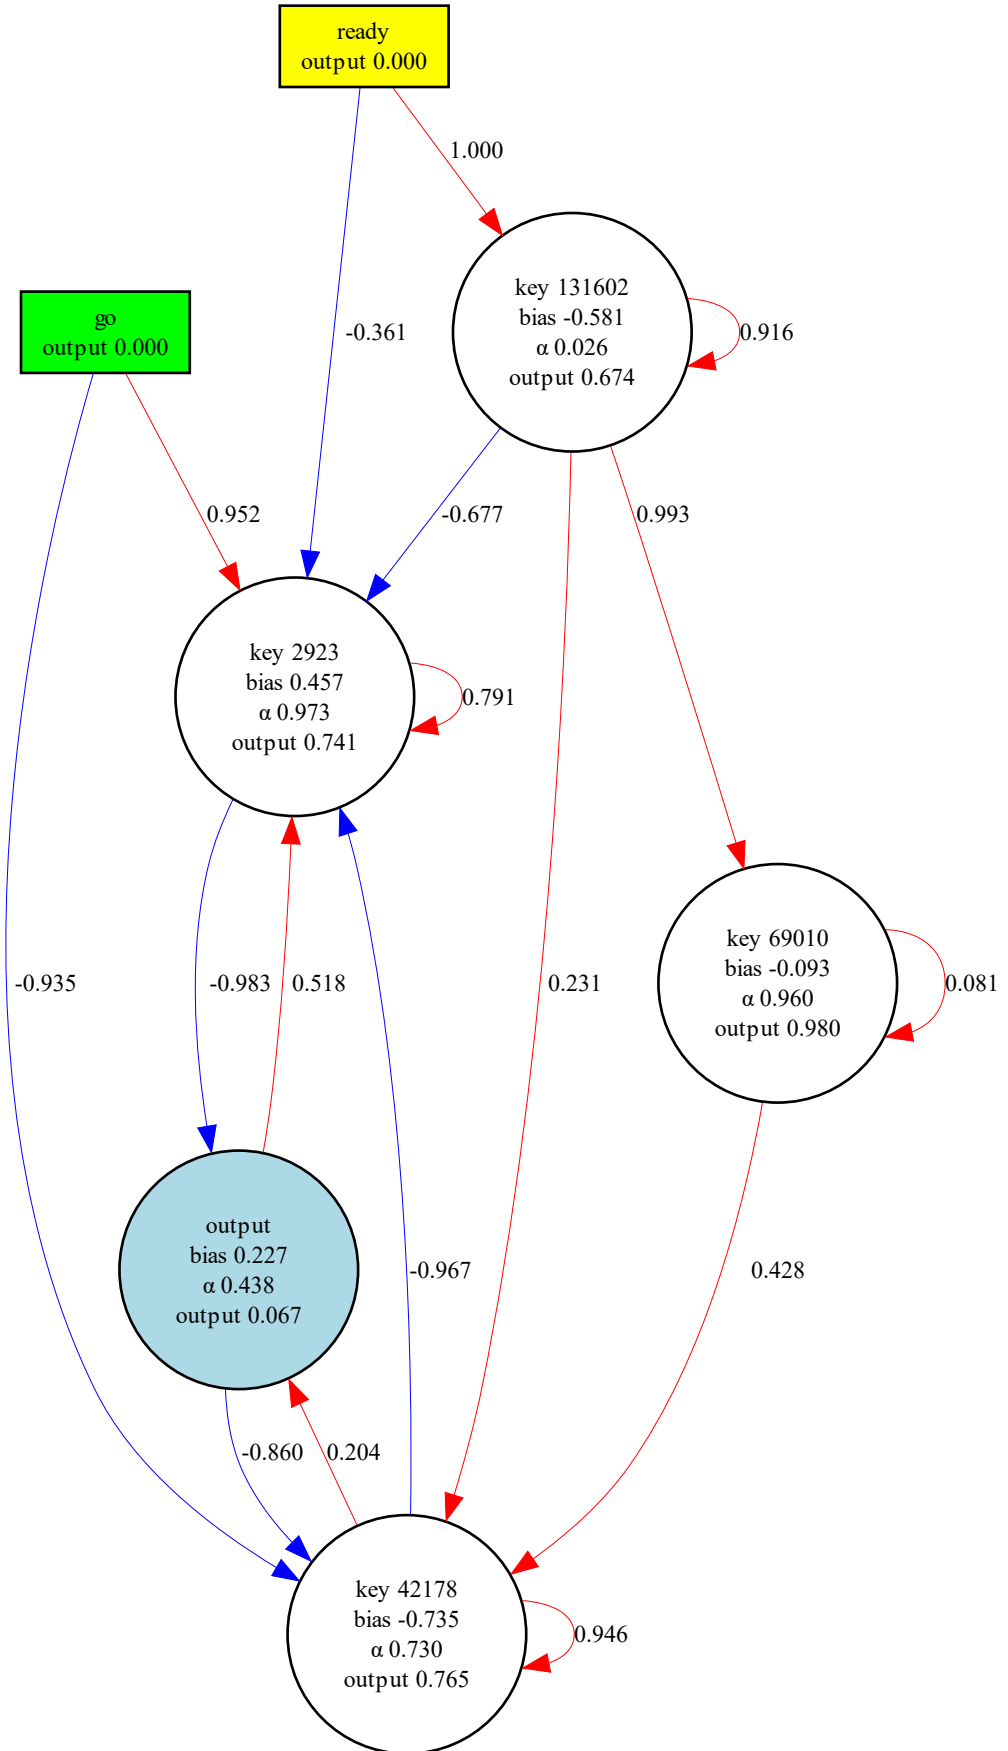 ready
output 0.000
1.000
key 131602
bias -0.581
α 0.026
output 0.674
0.916
-0.361
go
output 0.000
0.952
-0.677
0.993
key 2923
bias 0.457
α 0.973
output 0.741
0.791
key 69010
bias -0.093
α 0.960
output 0.980
0.081
-0.935
-0.983
0.518
0.231
output
bias 0.227
α 0.438
output 0.067
-0.967
0.428
-0.860
0.204
key 42178
bias -0.735
α 0.730
output 0.765
0.946